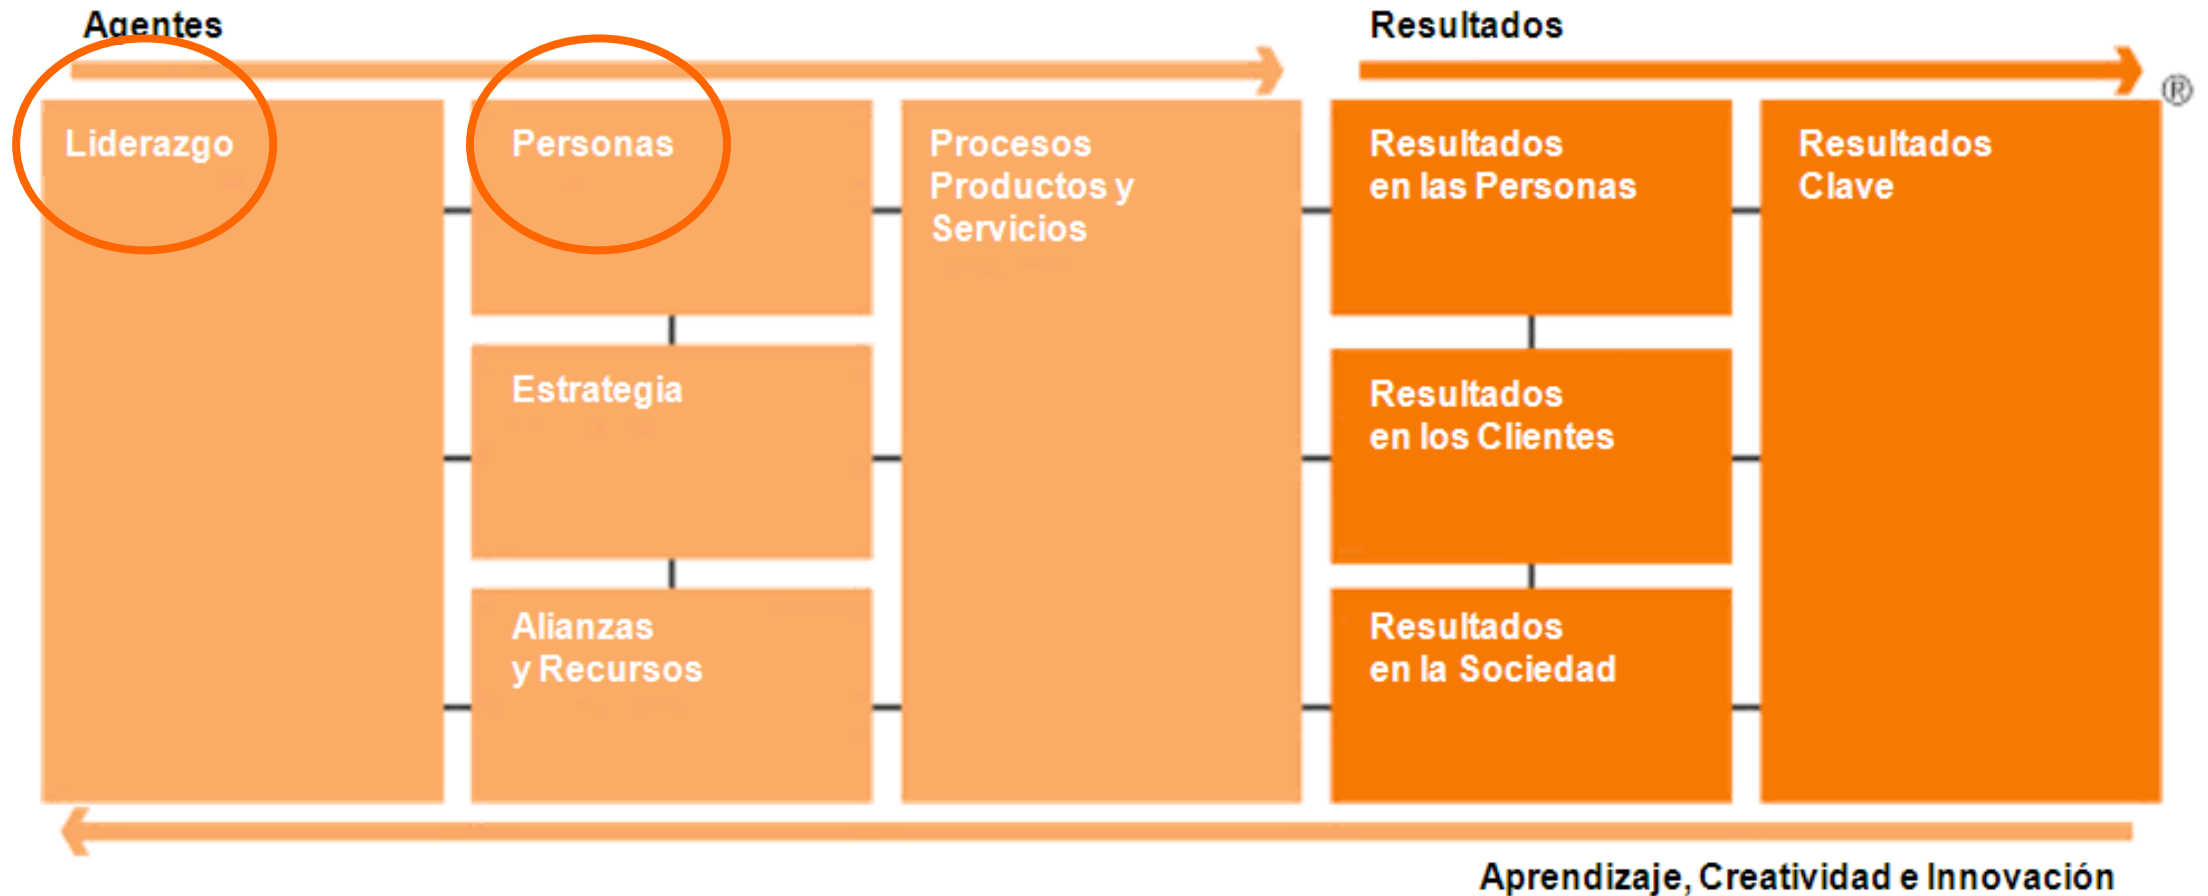 Agentes
Resultados
®
Liderazgo
Personas
Procesos
Productos y
Servicios
Resultados
en las Personas
Resultados
Clave
Estrategia
Resultados
en los Clientes
Alianzas
y Recursos
Resultados
en la Sociedad
Aprendizaje, Creatividad e Innovación